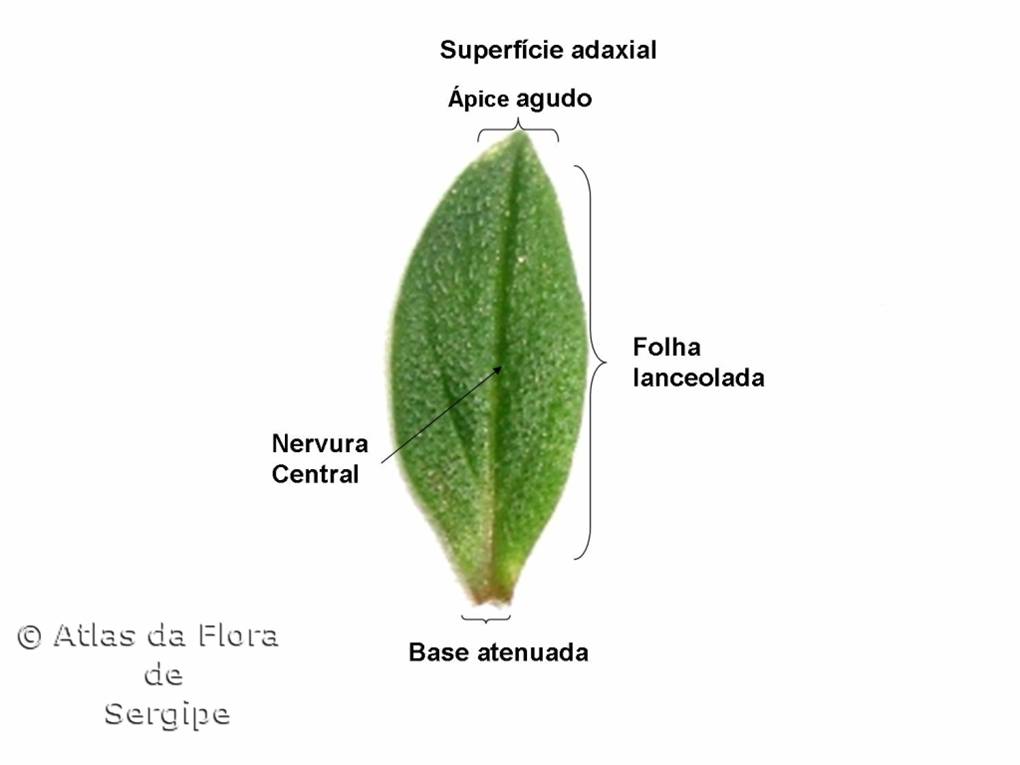 Superfície adaxial
Ápice agudo
Folha
lanceolada
Nervura
Central
Base atenuada
© Atlas da Flora
de
Sergipe